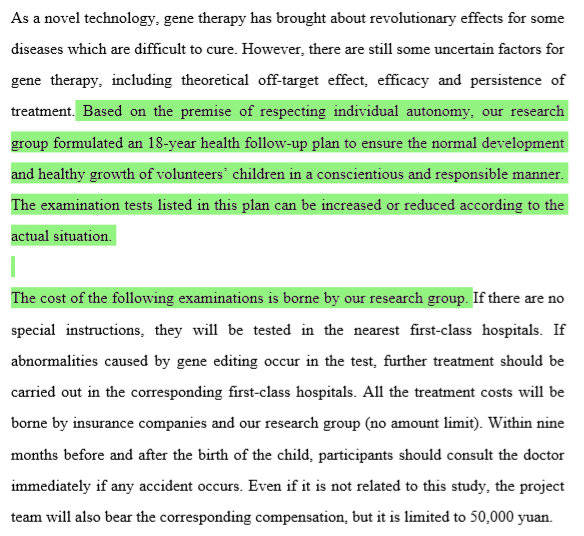 As a novel technology, gene therapy has brought about revolutionary effects for some
diseases which are difficult to cure. However, there are still some uncertain factors for
gene therapy, including theoretical off-target effect, efficacy and persistence of
treatment. Based on the premise of respecting individual autonomy, our research
group formulated an 18-year health follow-up plan to ensure the normal development
and healthy growth of volunteers' children in a conscientious and responsible manner.
The examination tests listed in this plan can be increased or reduced according to the
actual situation.
The cost of the following examinations is borne by our research group. If there are no
special instructions, they will be tested in the nearest first-class hospitals. If
abnormalities caused by gene editing occur in the test, further treatment should be
carried out in the corresponding first-class hospitals. All the treatment costs will be
borne by insurance companies and our research group (no amount limit). Within nine
months before and after the birth of the child, participants should consult the doctor
immediately if any accident occurs. Even if it is not related to this study, the project
team will also bear the corresponding compensation, but it is limited to 50,000 yuan.